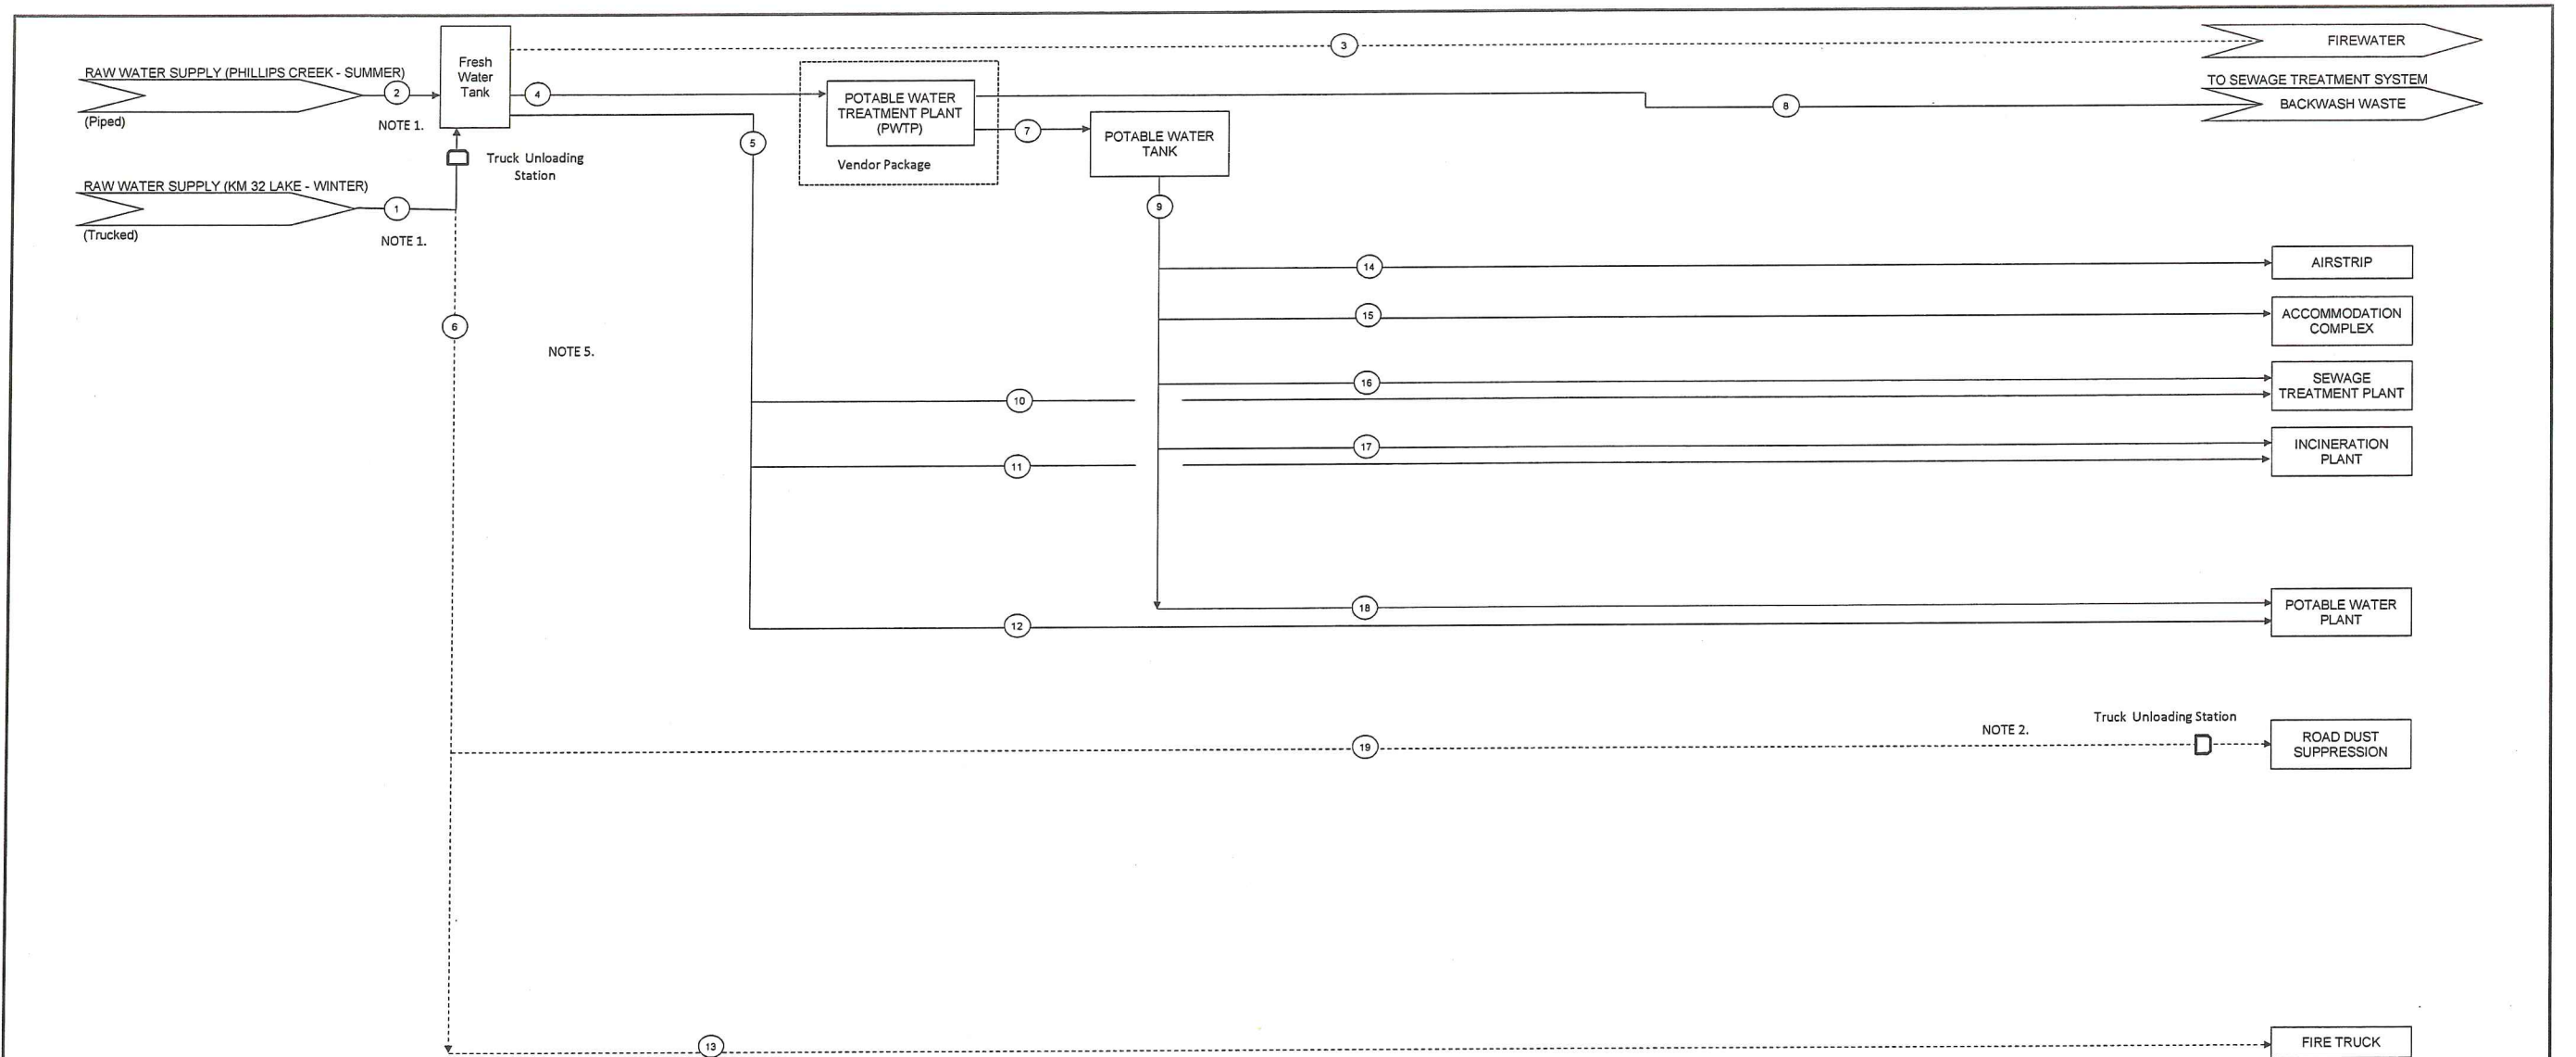 3
FIREWATER
Fresh
Water
Tank
RAW WATER SUPPLY (PHILLIPS CREEK - SUMMER)
2
(Piped)
NOTE 1.
4
POTABLE WATER
TREATMENT PLANT
(PWTP)
Vendor Package
TO SEWAGE TREATMENT SYSTEM
8
BACKWASH WASTE
7
POTABLE WATER
TANK
5
Truck Unloading
Station
RAW WATER SUPPLY (KM 32 LAKE - WINTER)
1
(Trucked)
NOTE 1.
9
14
AIRSTRIP
6
NOTE 5.
15
ACCOMMODATION
COMPLEX
16
10
SEWAGE
TREATMENT PLANT
17
11
INCINERATION
PLANT
18
12
POTABLE WATER
PLANT
19
NOTE 2.
Truck Unloading Station
ROAD DUST
SUPPRESSION
13
FIRE TRUCK